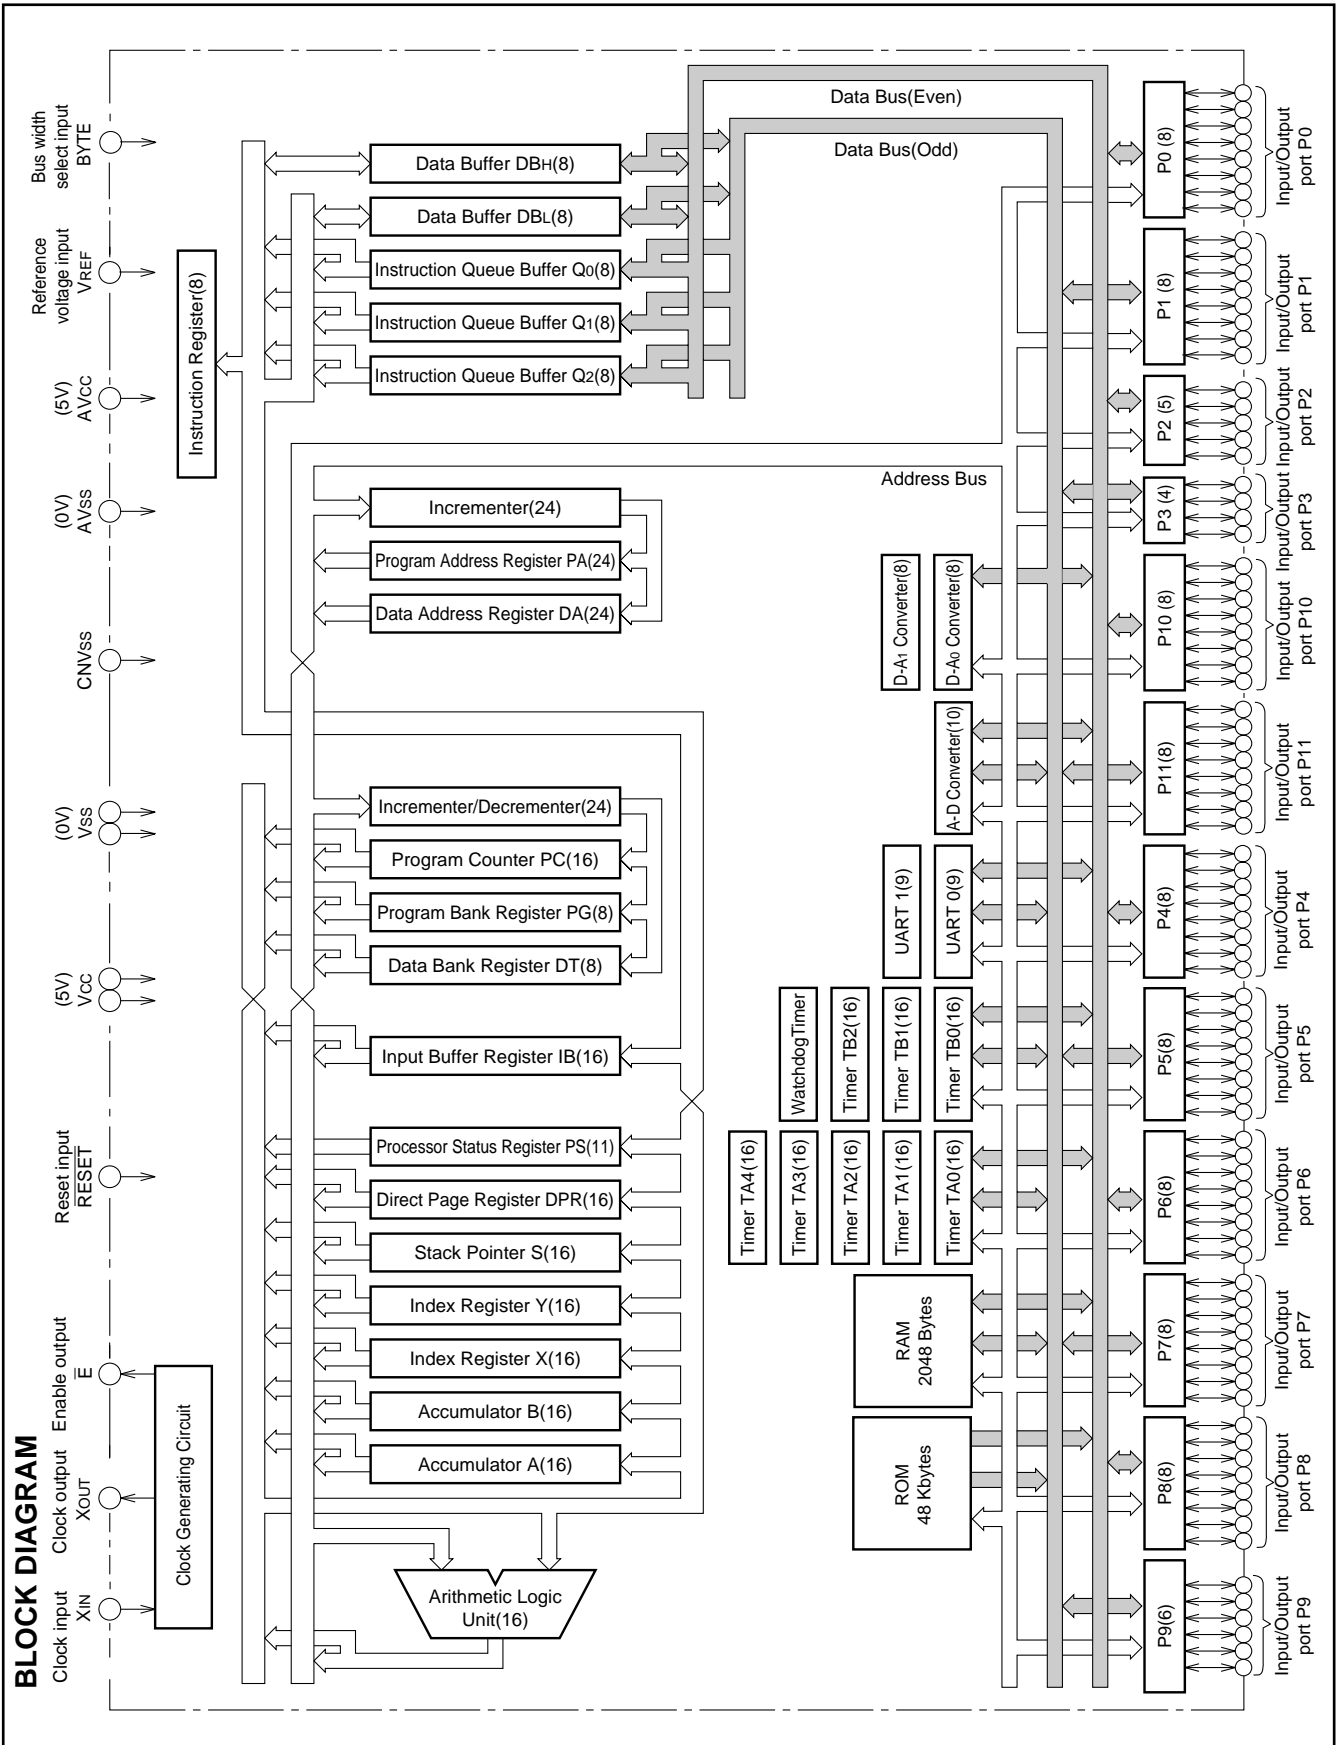 BLOCK DIAGRAM
Clock input
XIN
Clock output
XOUT
Enable output
E
Reset input
RESET
(5V)
VCC
(0V)
VSS
CNVSS
(0V)
AVSS
(5V)
AVCC
Reference
voltage input
VREF
Bus width
select input
BYTE
Clock Generating Circuit
Instruction Register(8)
Data Buffer DBH(8)
Data Buffer DBL(8)
Instruction Queue Buffer Q0(8)
Instruction Queue Buffer Q1(8)
Instruction Queue Buffer Q2(8)
Incrementer(24)
Program Address Register PA(24)
Data Address Register DA(24)
Incrementer/Decrementer(24)
Program Counter PC(16)
Program Bank Register PG(8)
Data Bank Register DT(8)
Input Buffer Register IB(16)
Processor Status Register PS(11)
Direct Page Register DPR(16)
Stack Pointer S(16)
Index Register Y(16)
Index Register X(16)
Accumulator B(16)
Accumulator A(16)
Arithmetic Logic
Unit(16)
Data Bus(Even)
Data Bus(Odd)
Address Bus
D-A1 Converter(8)
D-A0 Converter(8)
A-D Converter(10)
UART 1(9)
UART 0(9)
WatchdogTimer
Timer TB2(16)
Timer TB1(16)
Timer TB0(16)
Timer TA4(16)
Timer TA3(16)
Timer TA2(16)
Timer TA1(16)
Timer TA0(16)
RAM
2048 Bytes
ROM
48 Kbytes
P0 (8)
P1 (8)
P2 (5)
P3 (4)
P10 (8)
P11(8)
P4(8)
P5(8)
P6(8)
P7(8)
P8(8)
P9(6)
Input/Output
port P0
Input/Output
port P1
Input/Output
port P2
Input/Output
port P3
Input/Output
port P10
Input/Output
port P11
Input/Output
port P4
Input/Output
port P5
Input/Output
port P6
Input/Output
port P7
Input/Output
port P8
Input/Output
port P9